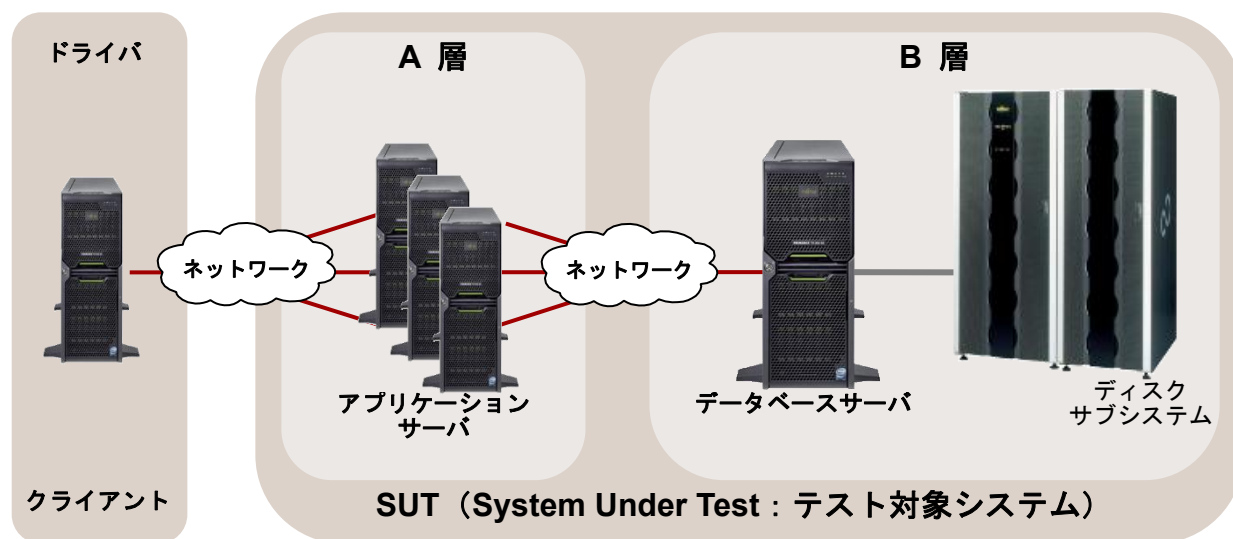 ドライバ
A 層
B 層
ネットワーク
ネットワーク
アプリケーション
サーバ
データベースサーバ
ディスク
サブシステム
クライアント
SUT（System Under Test：テスト対象システム）